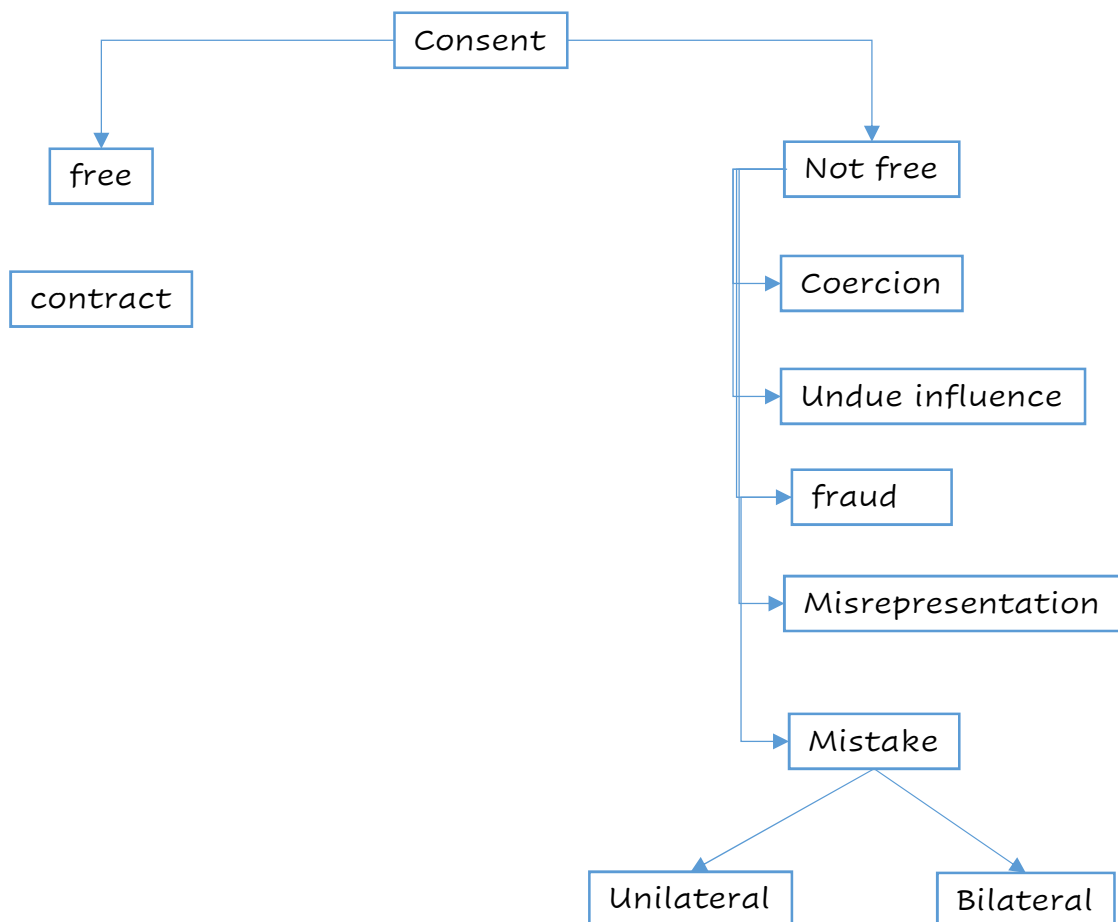 Consent
free
Not free
contract
Coercion
Undue influence
fraud
Misrepresentation
Mistake
Unilateral
Bilateral